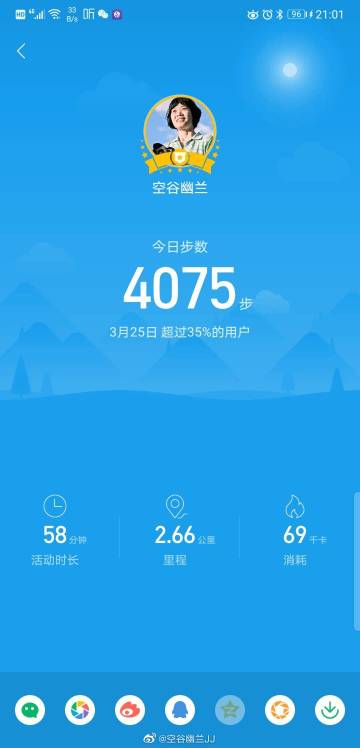 HD 33 B/s 听 96 21:01
空谷幽兰
今日步数
4075步
3月25日 超过35%的用户
58分钟 2.66公里 69千卡
活动时长 里程 消耗
@空谷幽兰JJ